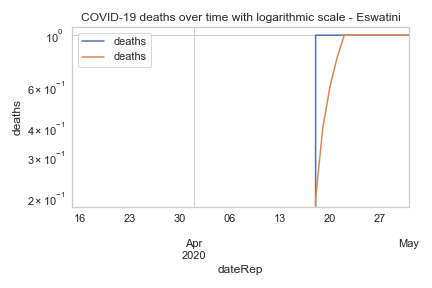 COVID-19 deaths over time with logarithmic scale - Eswatini
deaths
deaths
deaths
10⁰
6 × 10⁻¹
4 × 10⁻¹
3 × 10⁻¹
2 × 10⁻¹
16 23 30 06 13 20 27
Apr May
2020
dateRep